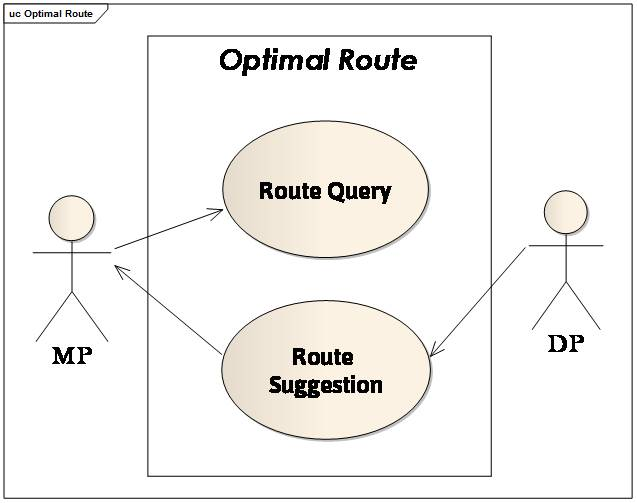 uc Optimal Route
Optimal Route
Route Query
MP
DP
Route
Suggestion